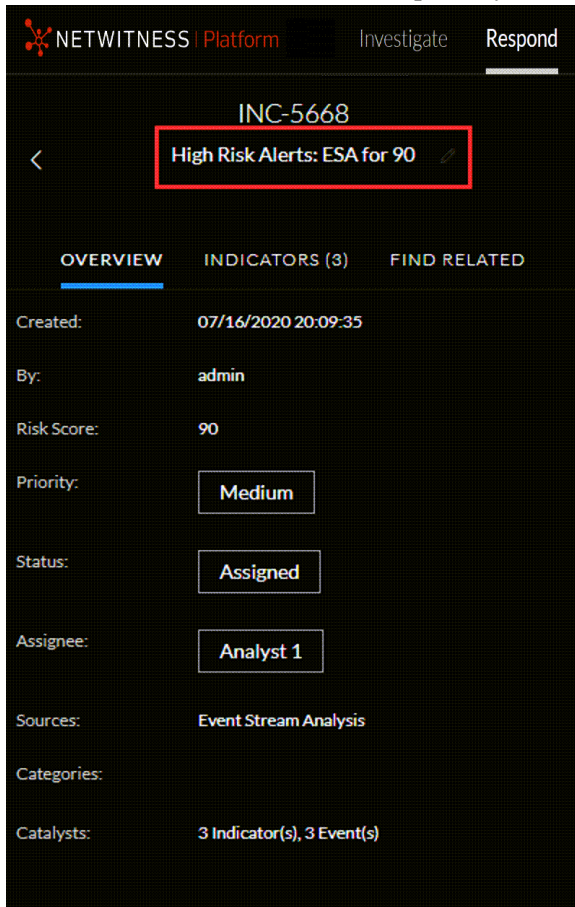 NETWITNESS | Platform Investigate Respond
INC-5668
High Risk Alerts: ESA for 90
OVERVIEW INDICATORS (3) FIND RELATED
Created: 07/16/2020 20:09:35
By: admin
Risk Score: 90
Priority: Medium
Status: Assigned
Assignee: Analyst 1
Sources: Event Stream Analysis
Categories:
Catalysts: 3 Indicator(s), 3 Event(s)